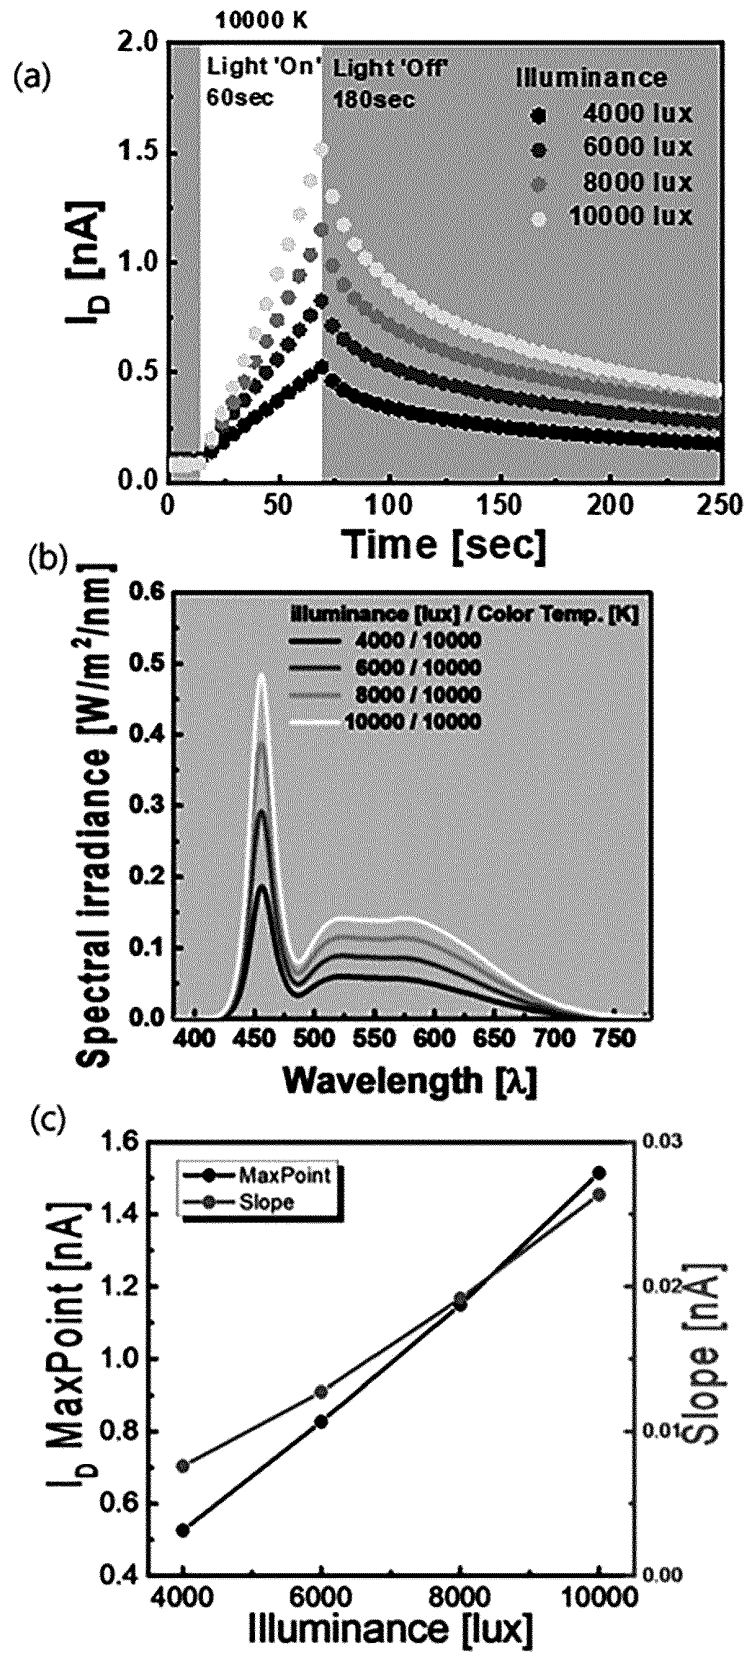 10000 K
(a)
2.0
1.5
1.0
0.5
0.0
I_D [nA]
Light 'On'
60sec
Light 'Off'
180sec
Illuminance
4000 lux
6000 lux
8000 lux
10000 lux
0 50 100 150 200 250
Time [sec]
(b)
0.6
0.5
0.4
0.3
0.2
0.1
0.0
Spectral irradiance [W/m²/nm]
illuminance [lux] / Color Temp. [K]
4000 / 10000
6000 / 10000
8000 / 10000
10000 / 10000
400 450 500 550 600 650 700 750
Wavelength [λ]
(c)
1.6
1.4
1.2
1.0
0.8
0.6
0.4
I_D MaxPoint [nA]
MaxPoint
Slope
0.03
0.02
0.01
0.00
Slope [nA]
4000 6000 8000 10000
Illuminance [lux]